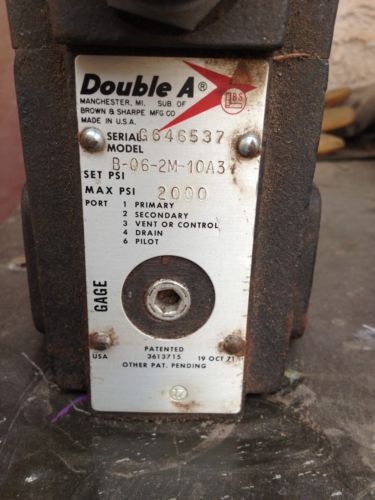 Double A®
BS
MANCHESTER, MI. SUB OF
BROWN & SHARPE MFG. CO
MADE IN U.S.A.
SERIAL G646537
MODEL
B-06-2M-10A3
SET PSI
MAX PSI 2000
PORT 1 PRIMARY
2 SECONDARY
3 VENT OR CONTROL
4 DRAIN
6 PILOT
GAGE
PATENTED
USA 3613715 19 OCT 71
OTHER PAT. PENDING